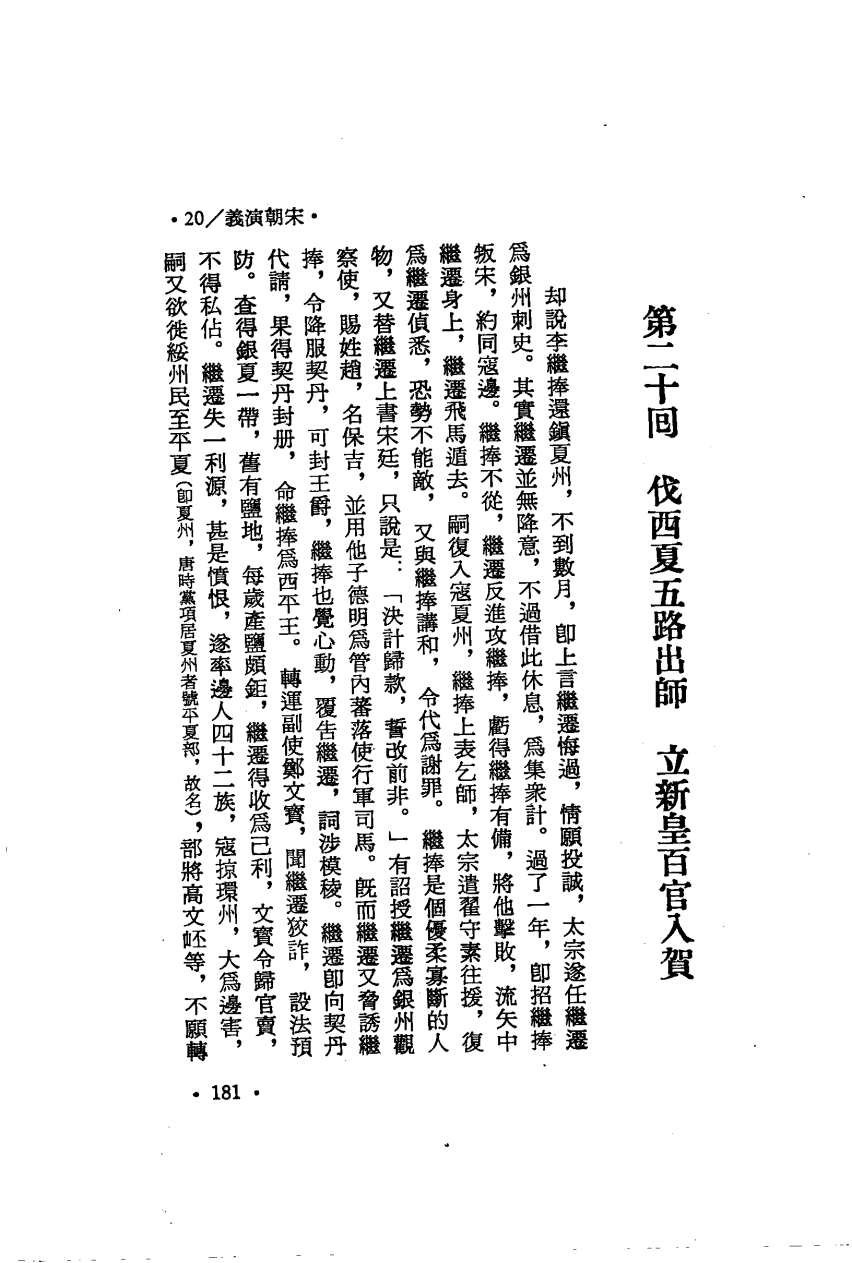 •宋朝演義／20•
第二十回　伐西夏五路出師　立新皇百官入賀
却說李繼捧還鎮夏州，不到數月，卽上言繼遷悔過，情願投誠，太宗遂任繼遷
爲銀州刺史。其實繼遷並無降意，不過借此休息，爲集衆計。過了一年，卽招繼捧
叛宋，約同寇邊。繼捧不從，繼遷反進攻繼捧，虧得繼捧有備，將他擊敗，流矢中
繼遷身上，繼遷飛馬遁去。嗣復入寇夏州，繼捧上表乞師，太宗遣翟守素往援，復
爲繼遷偵悉，恐勢不能敵，又與繼捧講和，令代爲謝罪。繼捧是個優柔寡斷的人
物，又替繼遷上書宋廷，只說是：「決計歸款，誓改前非。」有詔授繼遷爲銀州觀
察使，賜姓趙，名保吉，並用他子德明爲管內蕃落使行軍司馬。旣而繼遷又脅誘繼
捧，令降服契丹，可封王爵，繼捧也覺心動，覆告繼遷，詞涉模稜。繼遷卽向契丹
代請，果得契丹封册，命繼捧爲西平王。轉運副使鄭文寶，聞繼遷狡詐，設法預
防。查得銀夏一帶，舊有鹽地，每歲產鹽頗鉅，繼遷得收爲己利，文寶令歸官賣，
不得私佔。繼遷失一利源，甚是憤恨，遂率邊人四十二族，寇掠環州，大爲邊害，
嗣又欲徙綏州民至平夏（卽夏州，唐時黨項居夏州者號平夏部，故名），部將高文岯等，不願轉
•181•